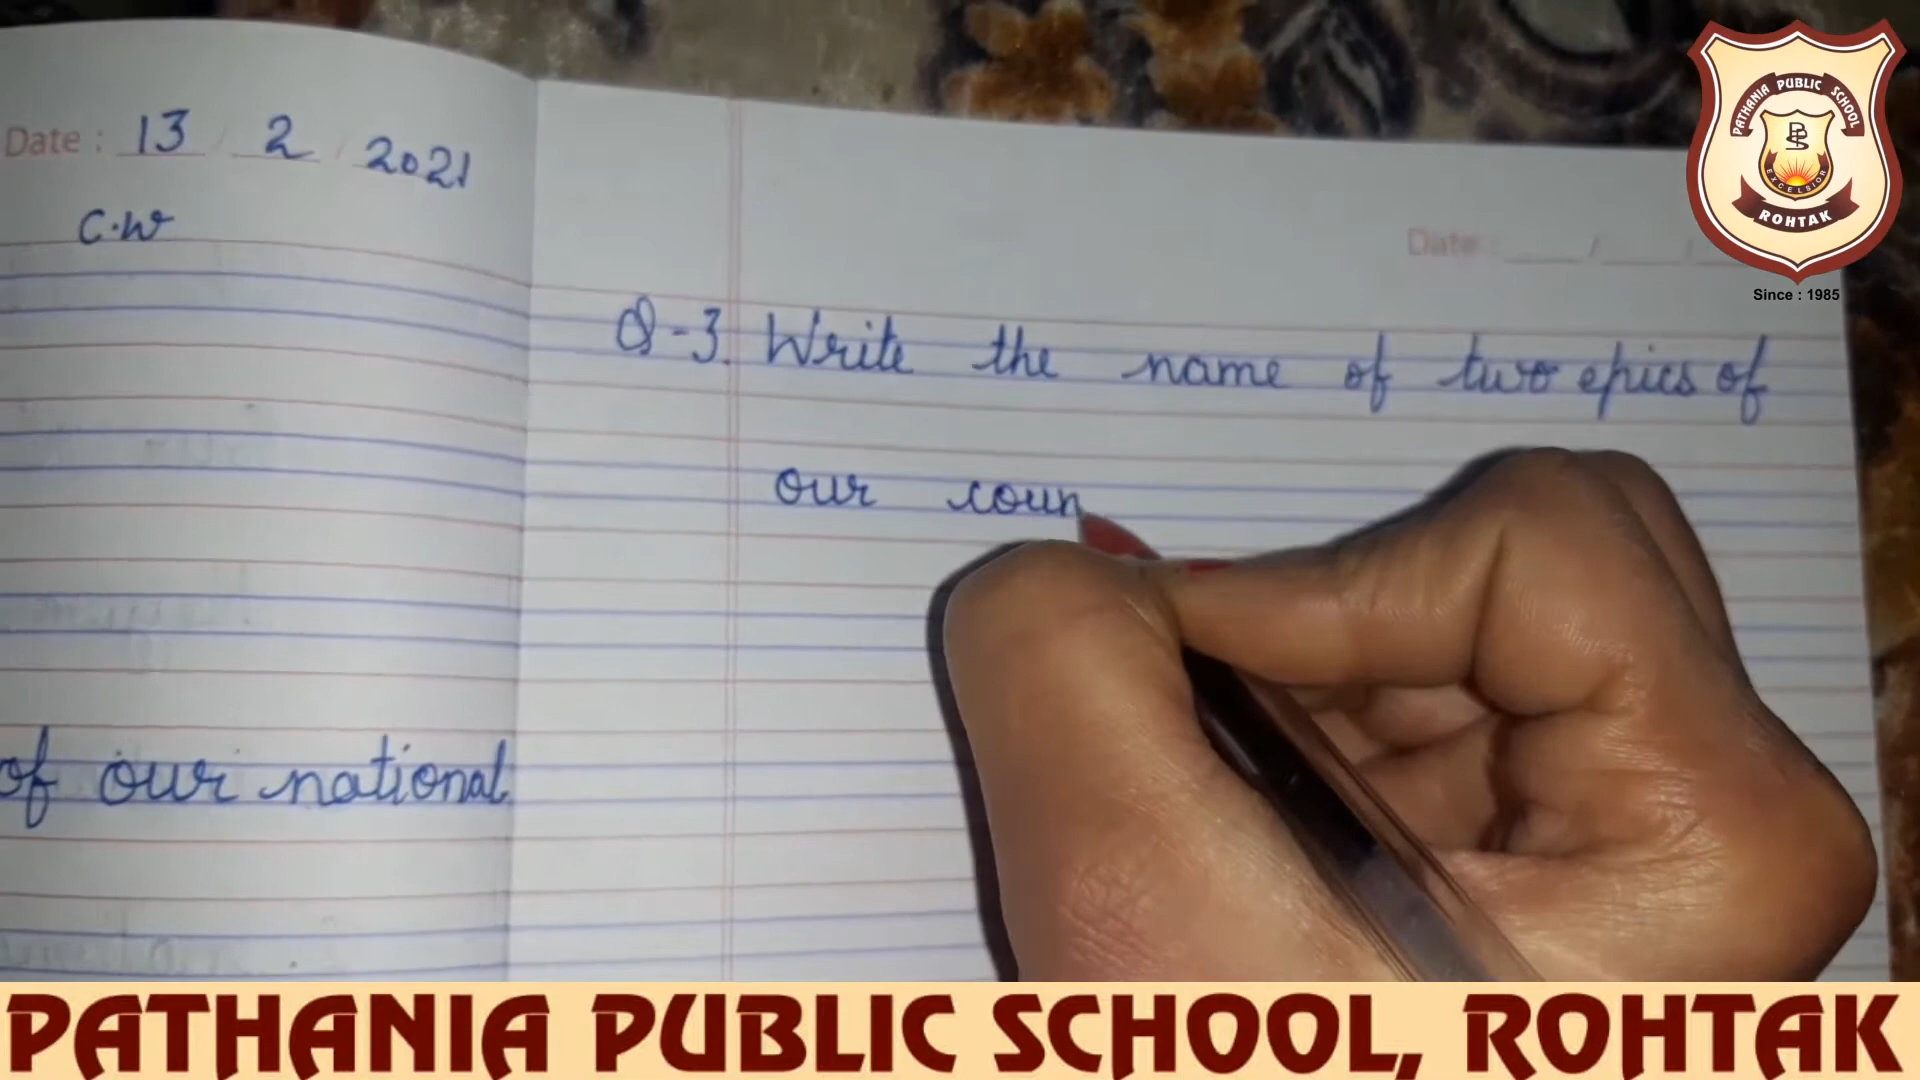 Date : 13 / 2 / 2021
C.W
of our national
Date : / /
Q-3. Write the name of two epics of
our coun
PATHANIA PUBLIC SCHOOL
PBS
EXCELSIOR
ROHTAK
Since : 1985
PATHANIA PUBLIC SCHOOL, ROHTAK